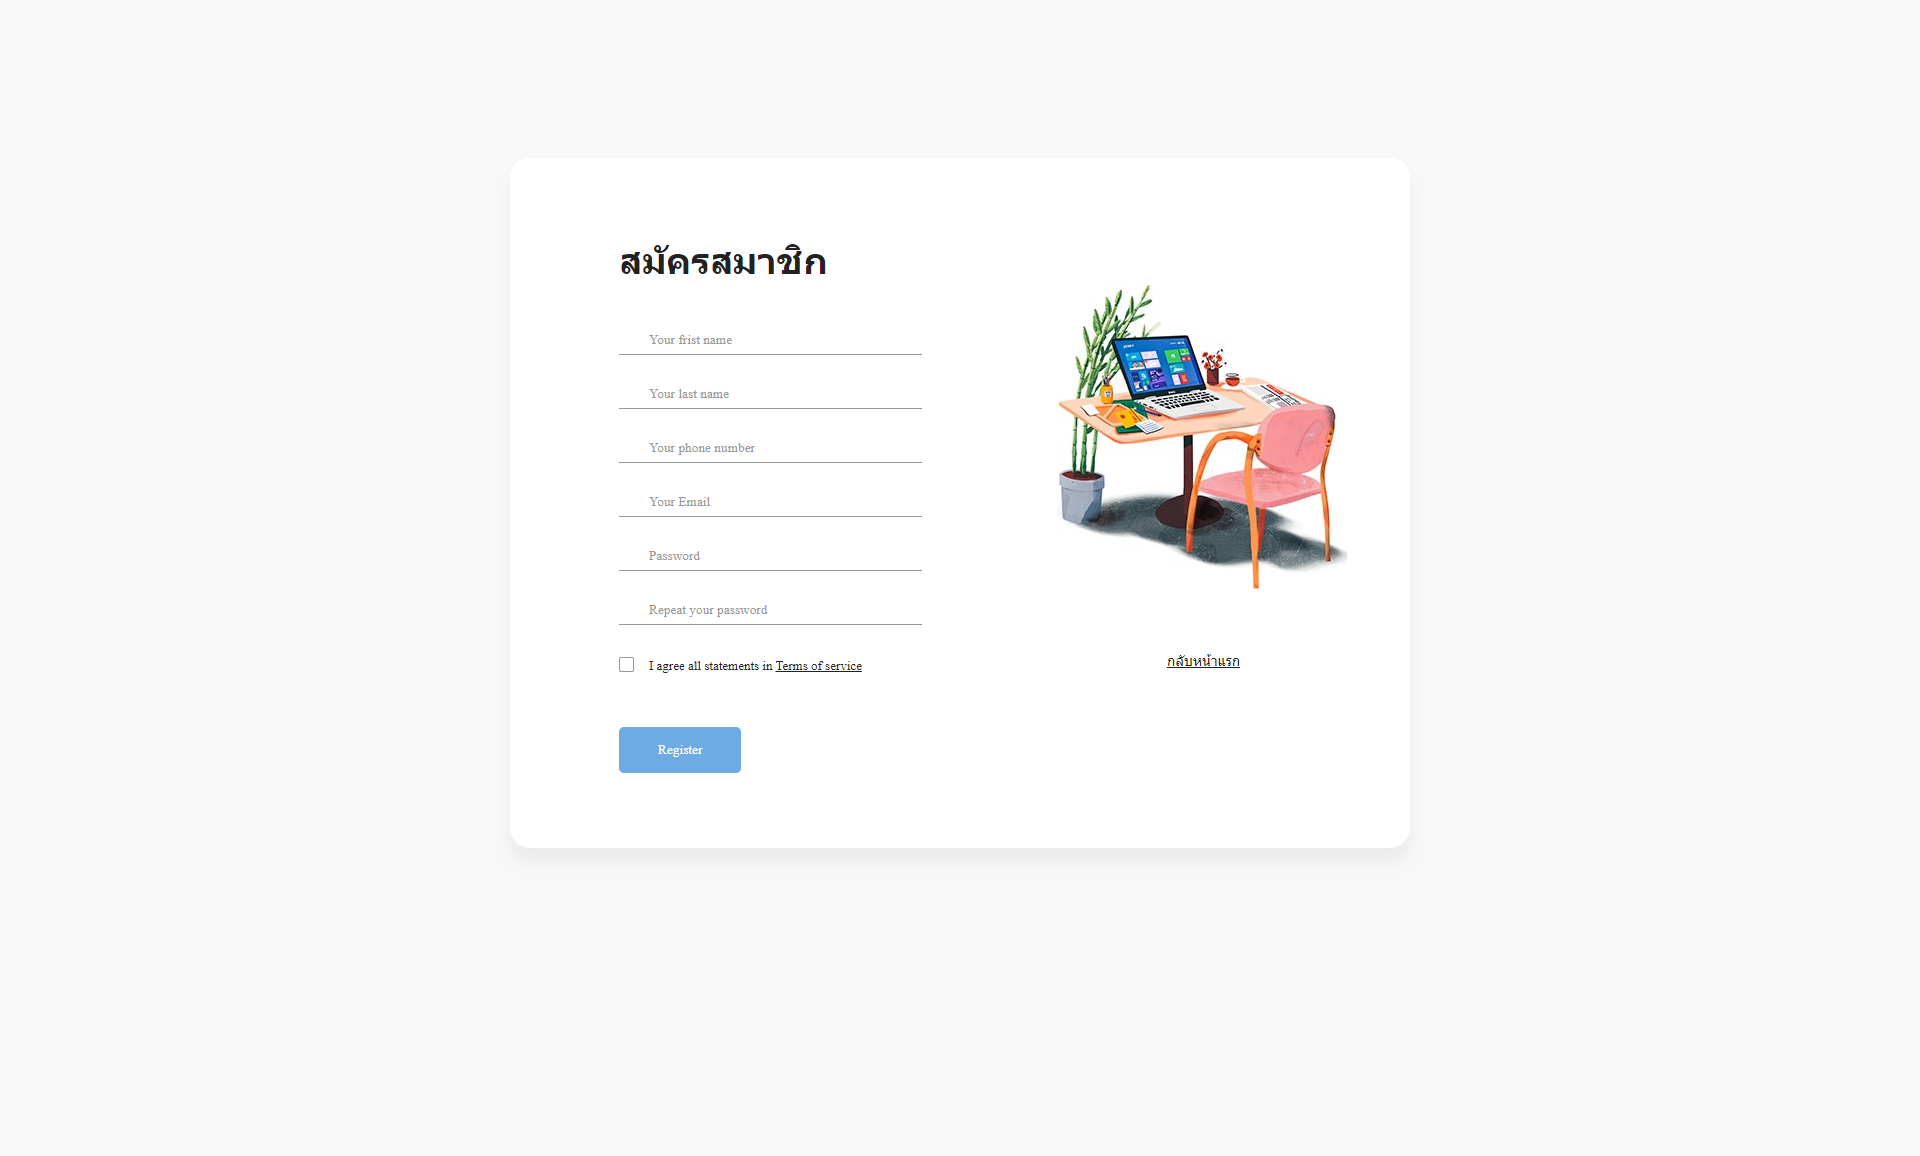 สมัครสมาชิก
Your frist name
Your last name
Your phone number
Your Email
Password
Repeat your password
I agree all statements in Terms of service
กลับหน้าแรก
Register